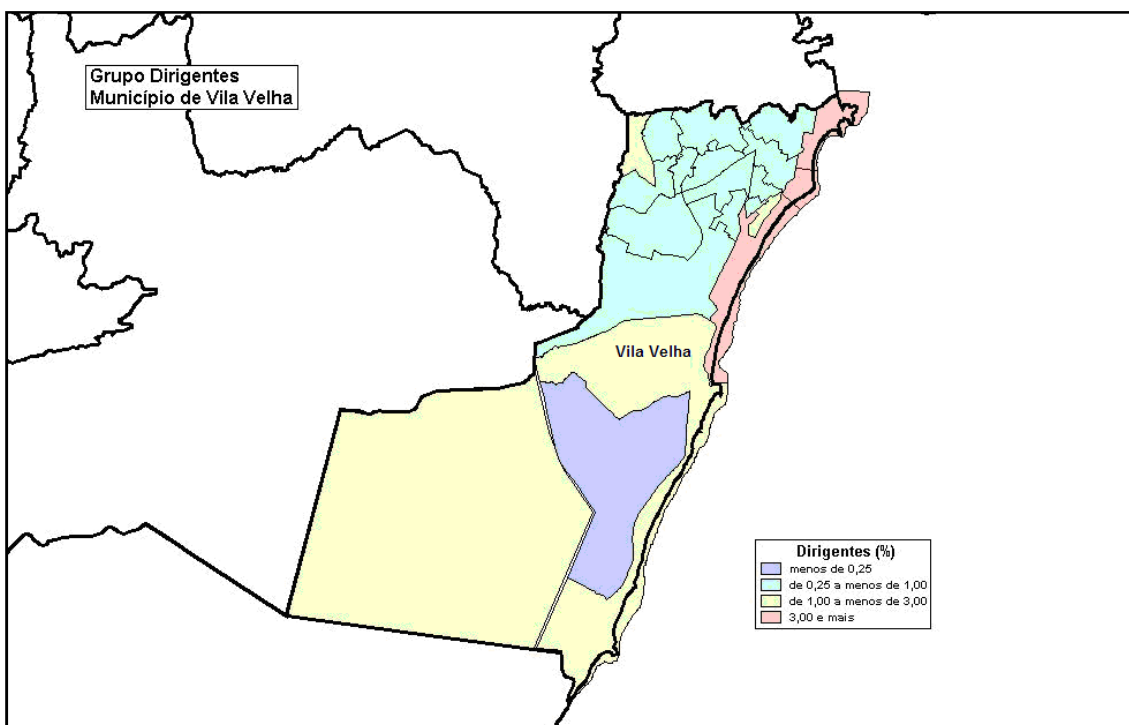 Grupo Dirigentes
Município de Vila Velha
Vila Velha
Dirigentes (%)
menos de 0,25
de 0,25 a menos de 1,00
de 1,00 a menos de 3,00
3,00 e mais